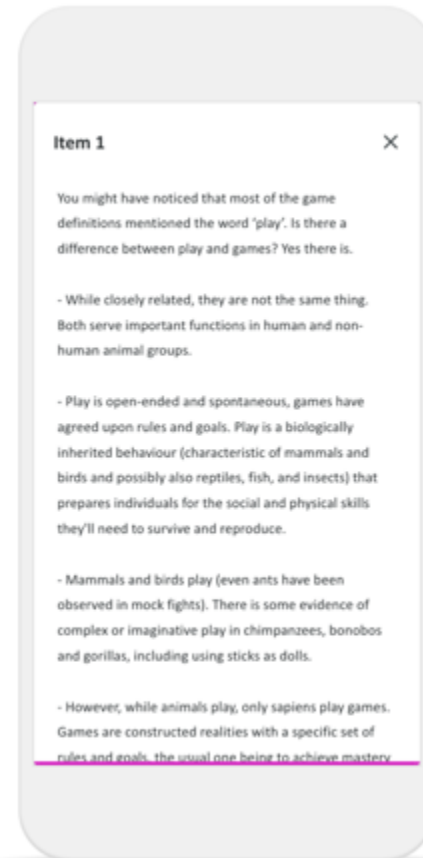 Item 1
You might have noticed that most of the game
definitions mentioned the word 'play'. Is there a
difference between play and games? Yes there is.
- While closely related, they are not the same thing.
Both serve important functions in human and non-
human animal groups.
- Play is open-ended and spontaneous, games have
agreed upon rules and goals. Play is a biologically
inherited behaviour (characteristic of mammals and
birds and possibly also reptiles, fish, and insects) that
prepares individuals for the social and physical skills
they'll need to survive and reproduce.
- Mammals and birds play (even ants have been
observed in mock fights). There is some evidence of
complex or imaginative play in chimpanzees, bonobos
and gorillas, including using sticks as dolls.
- However, while animals play, only sapiens play games.
Games are constructed realities with a specific set of
rules and goals, the usual one being to achieve mastery